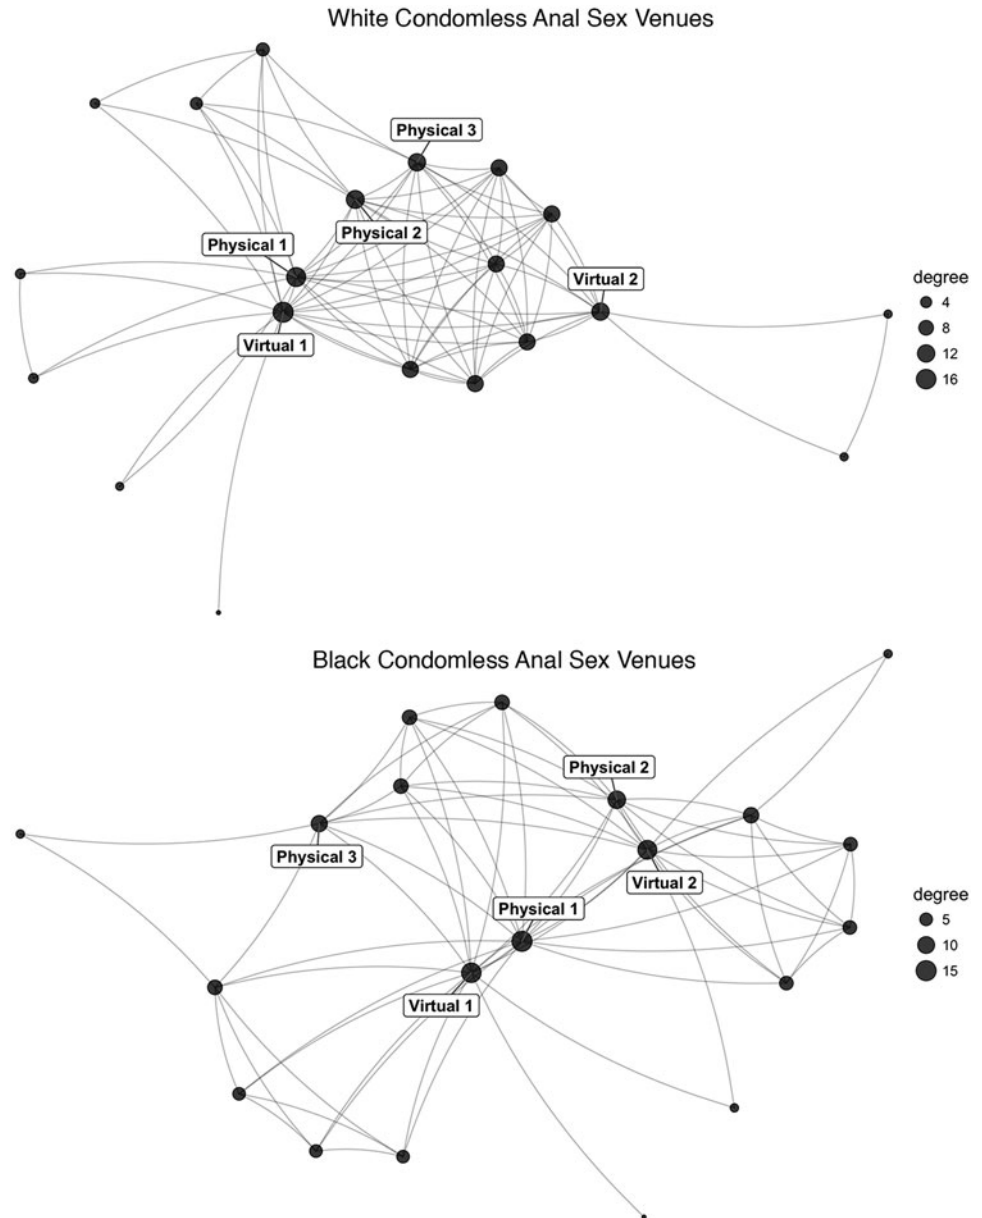 White Condomless Anal Sex Venues
Physical 3
Physical 2
Physical 1
Virtual 2
Virtual 1
degree
4
8
12
16
Black Condomless Anal Sex Venues
Physical 2
Physical 3
Virtual 2
Physical 1
Virtual 1
degree
5
10
15